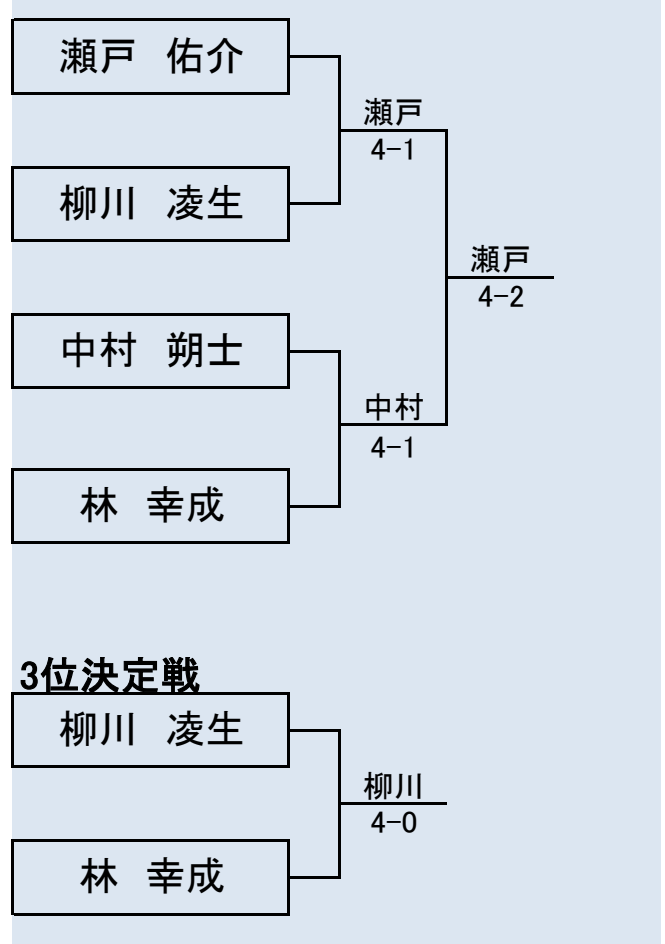 瀬戸　佑介
瀬戸
4-1
柳川　凌生
瀬戸
4-2
中村　朔士
中村
4-1
林　幸成
3位決定戦
柳川　凌生
柳川
4-0
林　幸成